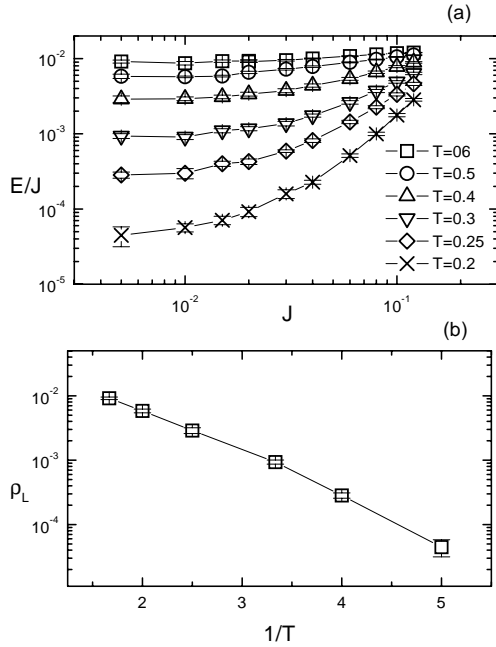 (a)
10⁻²
10⁻³
10⁻⁴
10⁻⁵
E/J
T=06
T=0.5
T=0.4
T=0.3
T=0.25
T=0.2
10⁻² 10⁻¹
J
(b)
10⁻²
10⁻³
10⁻⁴
ρL
2 3 4 5
1/T